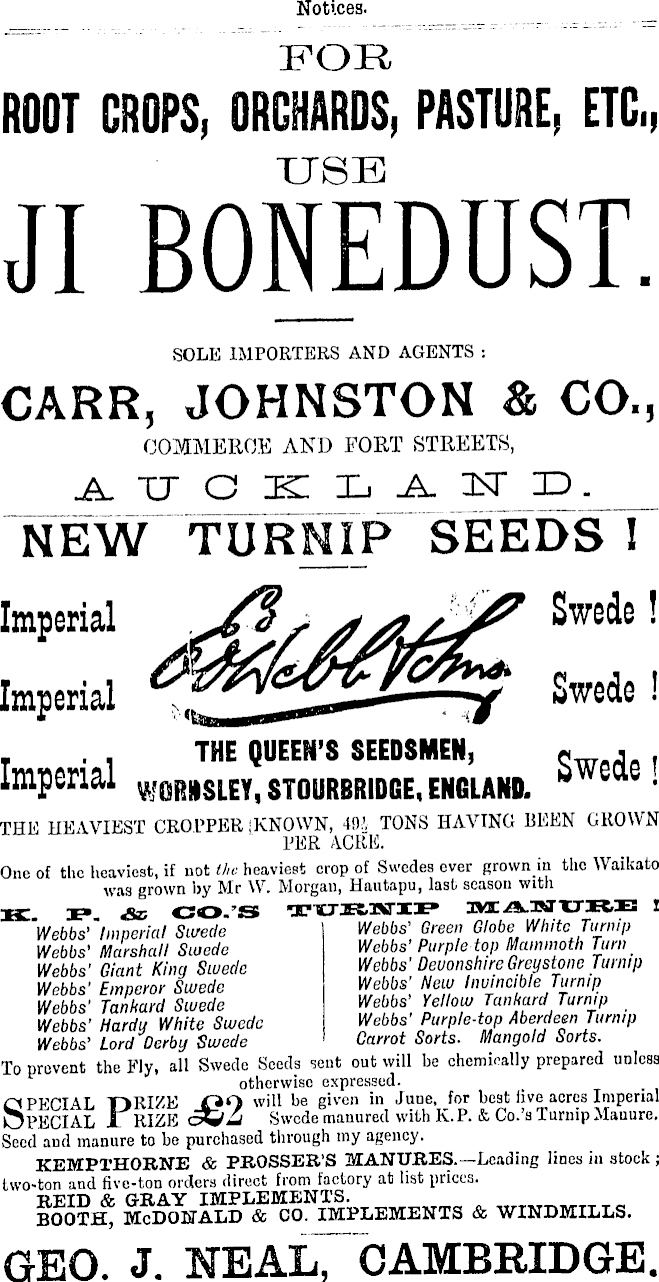 Notices.
FOR
ROOT CROPS, ORCHARDS, PASTURE, ETC.,
USE
JI BONEDUST.
SOLE IMPORTERS AND AGENTS :
CARR, JOHNSTON & CO.,
COMMERCE AND FORT STREETS,
AUCKLAND.
NEW TURNIP SEEDS !
Imperial Swede !
Edwd Webb & Sons.
Imperial Swede !
THE QUEEN'S SEEDSMEN,
Imperial Swede !
WORDSLEY, STOURBRIDGE, ENGLAND.
THE HEAVIEST CROPPER KNOWN, 49½ TONS HAVING BEEN GROWN
PER ACRE.
One of the heaviest, if not the heaviest crop of Swedes ever grown in the Waikato
was grown by Mr W. Morgan, Hautapu, last season with
K. P. & CO.'S TURNIP MANURE !
Webbs' Imperial Swede
Webbs' Marshall Swede
Webbs' Giant King Swede
Webbs' Emperor Swede
Webbs' Tankard Swede
Webbs' Hardy White Swede
Webbs' Lord Derby Swede
Webbs' Green Globe White Turnip
Webbs' Purple top Mammoth Turn
Webbs' Devonshire Greystone Turnip
Webbs' New Invincible Turnip
Webbs' Yellow Tankard Turnip
Webbs' Purple-top Aberdeen Turnip
Carrot Sorts. Mangold Sorts.
To prevent the Fly, all Swede Seeds sent out will be chemically prepared unless
otherwise expressed.
SPECIAL PRIZE £2 will be given in June, for best five acres Imperial
SPECIAL PRIZE Swede manured with K.P. & Co.'s Turnip Manure.
Seed and manure to be purchased through my agency.
KEMPTHORNE & PROSSER'S MANURES.—Leading lines in stock ;
two-ton and five-ton orders direct from factory at list prices.
REID & GRAY IMPLEMENTS.
BOOTH, McDONALD & CO. IMPLEMENTS & WINDMILLS.
GEO. J. NEAL, CAMBRIDGE.